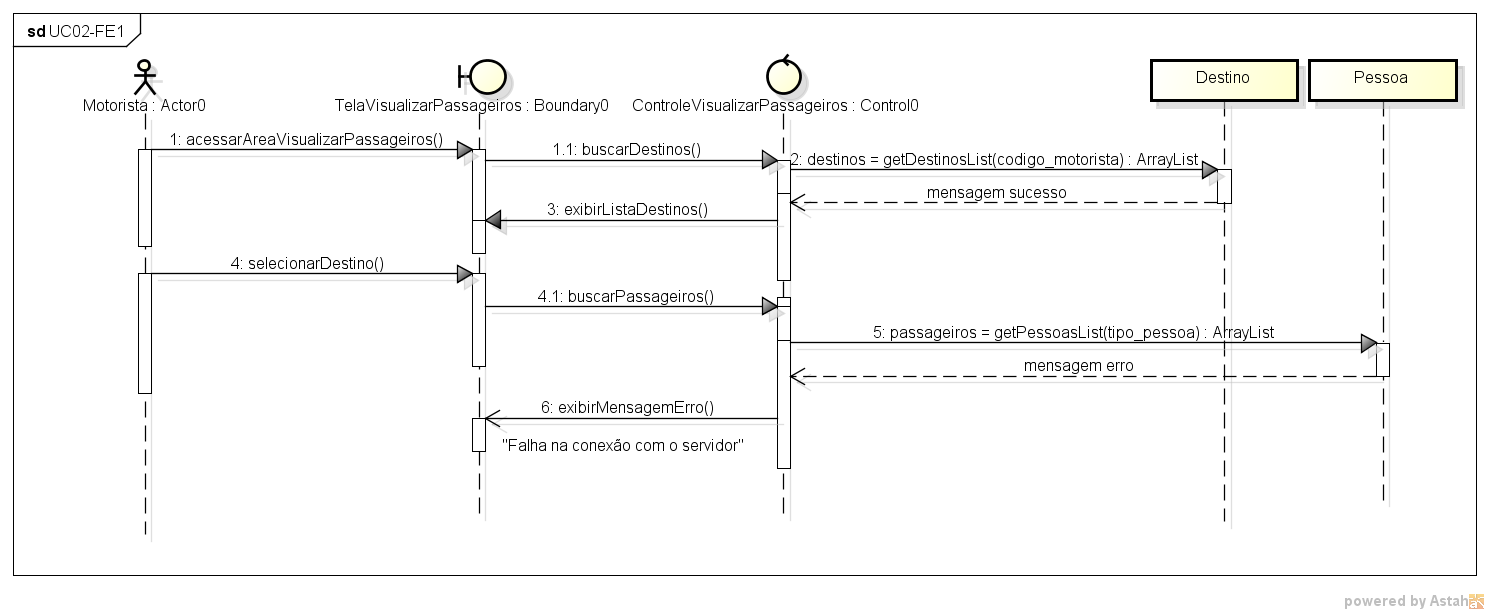 sd UC02-FE1
Motorista : Actor0
TelaVisualizarPassageiros : Boundary0
ControleVisualizarPassageiros : Control0
Destino
Pessoa
1: acessarAreaVisualizarPassageiros()
1.1: buscarDestinos()
2: destinos = getDestinosList(codigo_motorista) : ArrayList
mensagem sucesso
3: exibirListaDestinos()
4: selecionarDestino()
4.1: buscarPassageiros()
5: passageiros = getPessoasList(tipo_pessoa) : ArrayList
mensagem erro
6: exibirMensagemErro()
"Falha na conexão com o servidor"
powered by Astah